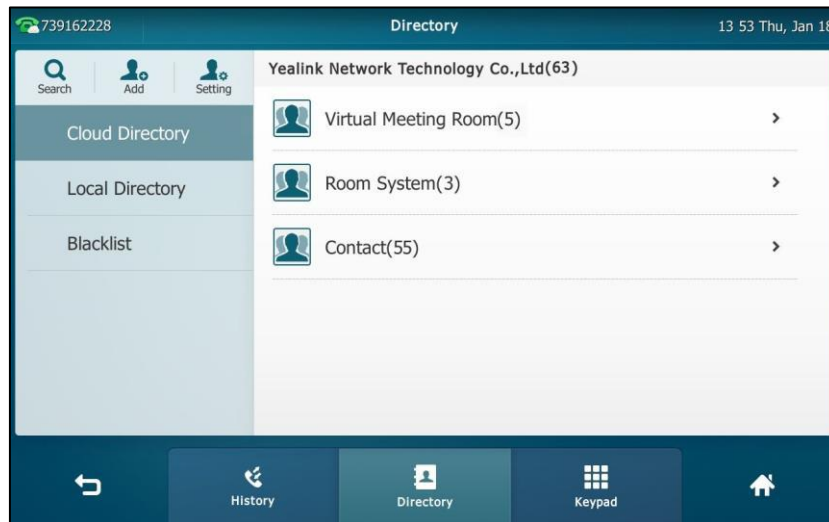 739162228
Directory
13 53 Thu, Jan 18
Search
Add
Setting
Cloud Directory
Local Directory
Blacklist
Yealink Network Technology Co.,Ltd(63)
Virtual Meeting Room(5)
Room System(3)
Contact(55)
History
Directory
Keypad